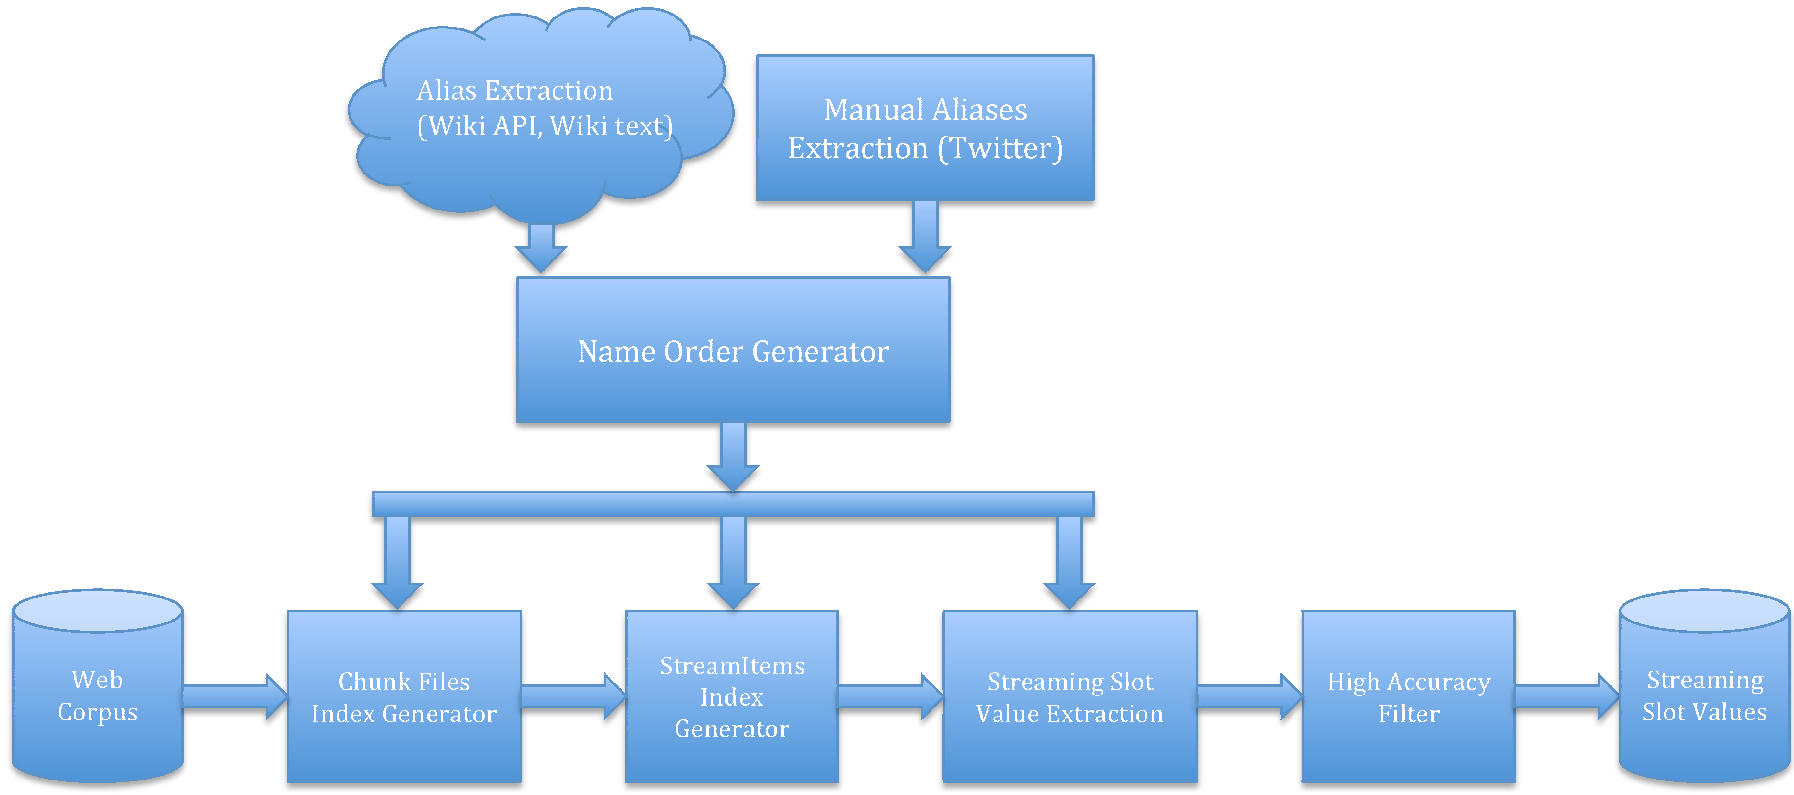 Alias Extraction
(Wiki API, Wiki text)
Manual Aliases
Extraction (Twitter)
Name Order Generator
Web
Corpus
Chunk Files
Index Generator
StreamItems
Index
Generator
Streaming Slot
Value Extraction
High Accuracy
Filter
Streaming
Slot Values